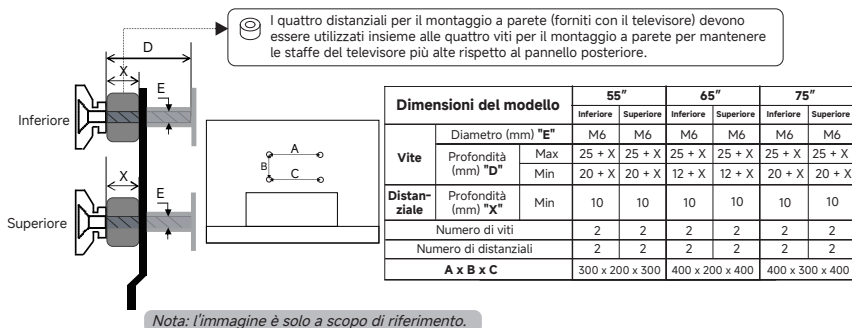 I quattro distanziali per il montaggio a parete (forniti con il televisore) devono
essere utilizzati insieme alle quattro viti per il montaggio a parete per mantenere
le staffe del televisore più alte rispetto al pannello posteriore.
D
X
E
Inferiore
X
E
Superiore
A
B
C
Dimensioni del modello 55″ 65″ 75″
Inferiore Superiore Inferiore Superiore Inferiore Superiore
Vite Diametro (mm) "E" M6 M6 M6 M6 M6 M6
Profondità (mm) "D" Max 25 + X 25 + X 25 + X 25 + X 25 + X 25 + X
Min 20 + X 20 + X 12 + X 12 + X 20 + X 20 + X
Distan-
ziale Profondità (mm) "X" Min 10 10 10 10 10 10
Numero di viti 2 2 2 2 2 2
Numero di distanziali 2 2 2 2 2 2
A x B x C 300 x 200 x 300 400 x 200 x 400 400 x 300 x 400
Nota: l'immagine è solo a scopo di riferimento.